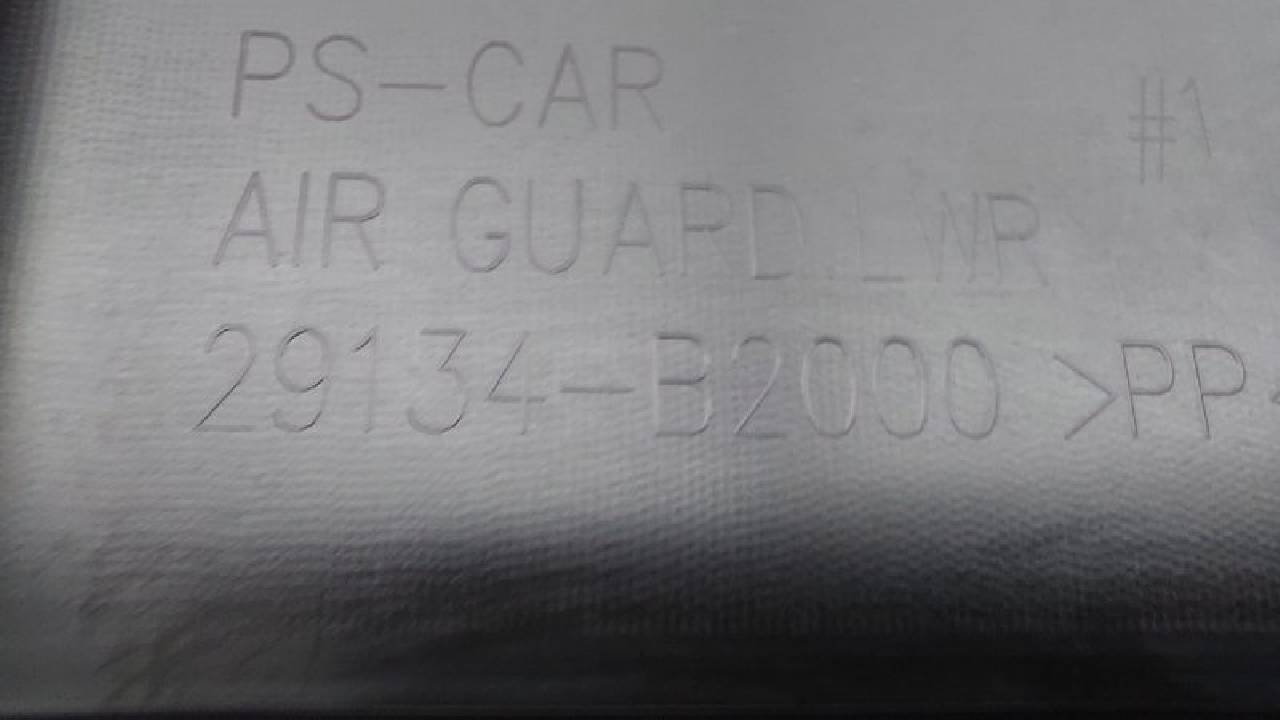 PS-CAR #1
AIR GUARD.LWR
29134-B2000 >PP<